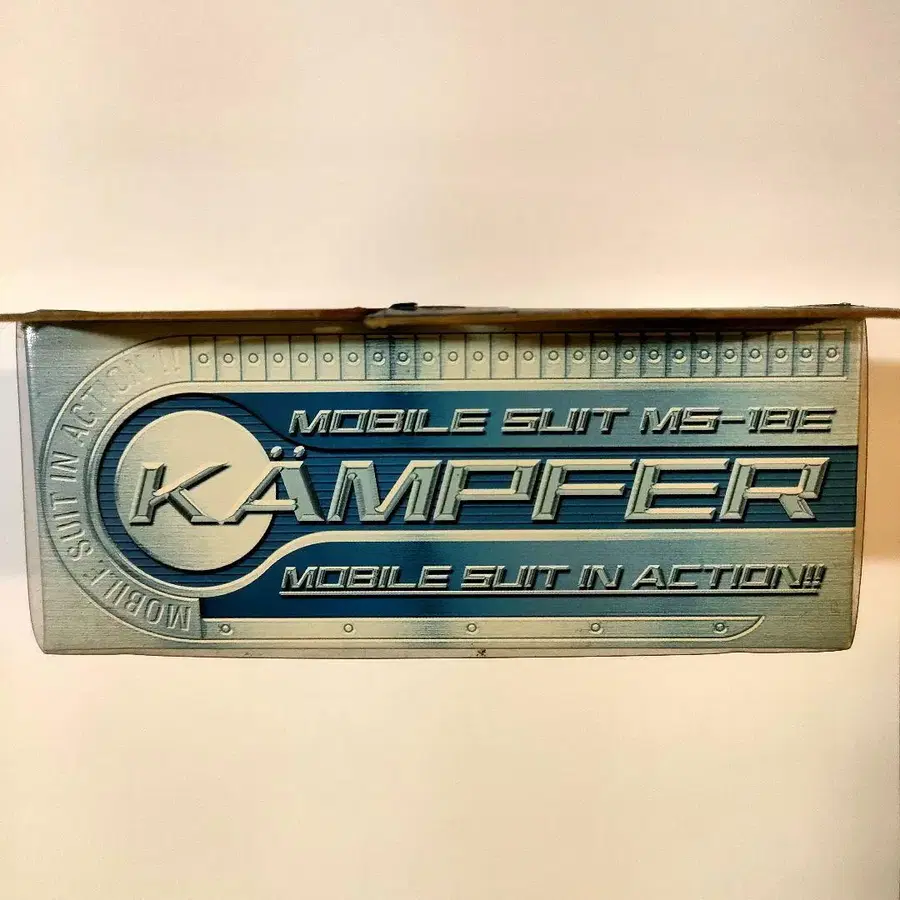 MOBILE SUIT IN ACTION !!
MOBILE SUIT MS-18E
KÄMPFER
MOBILE SUIT IN ACTION!!